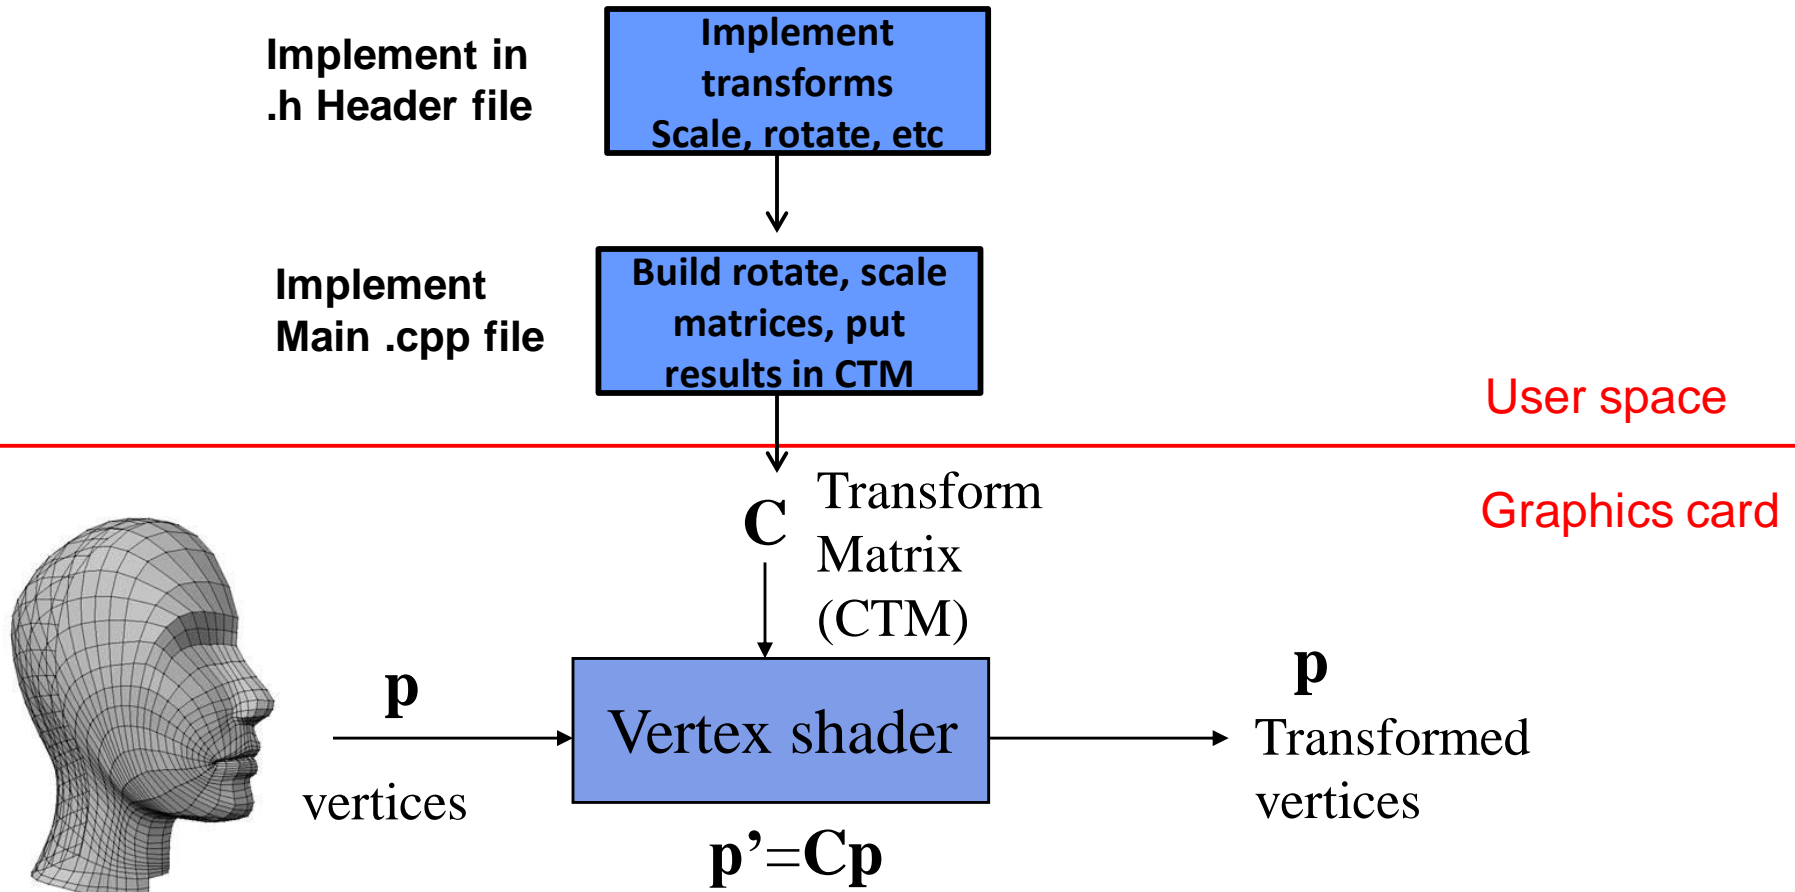 Implement in
.h Header file
Implement
transforms
Scale, rotate, etc
Implement
Main .cpp file
Build rotate, scale
matrices, put
results in CTM
User space
Graphics card
C
Transform
Matrix
(CTM)
p
vertices
Vertex shader
p
Transformed
vertices
p’=Cp